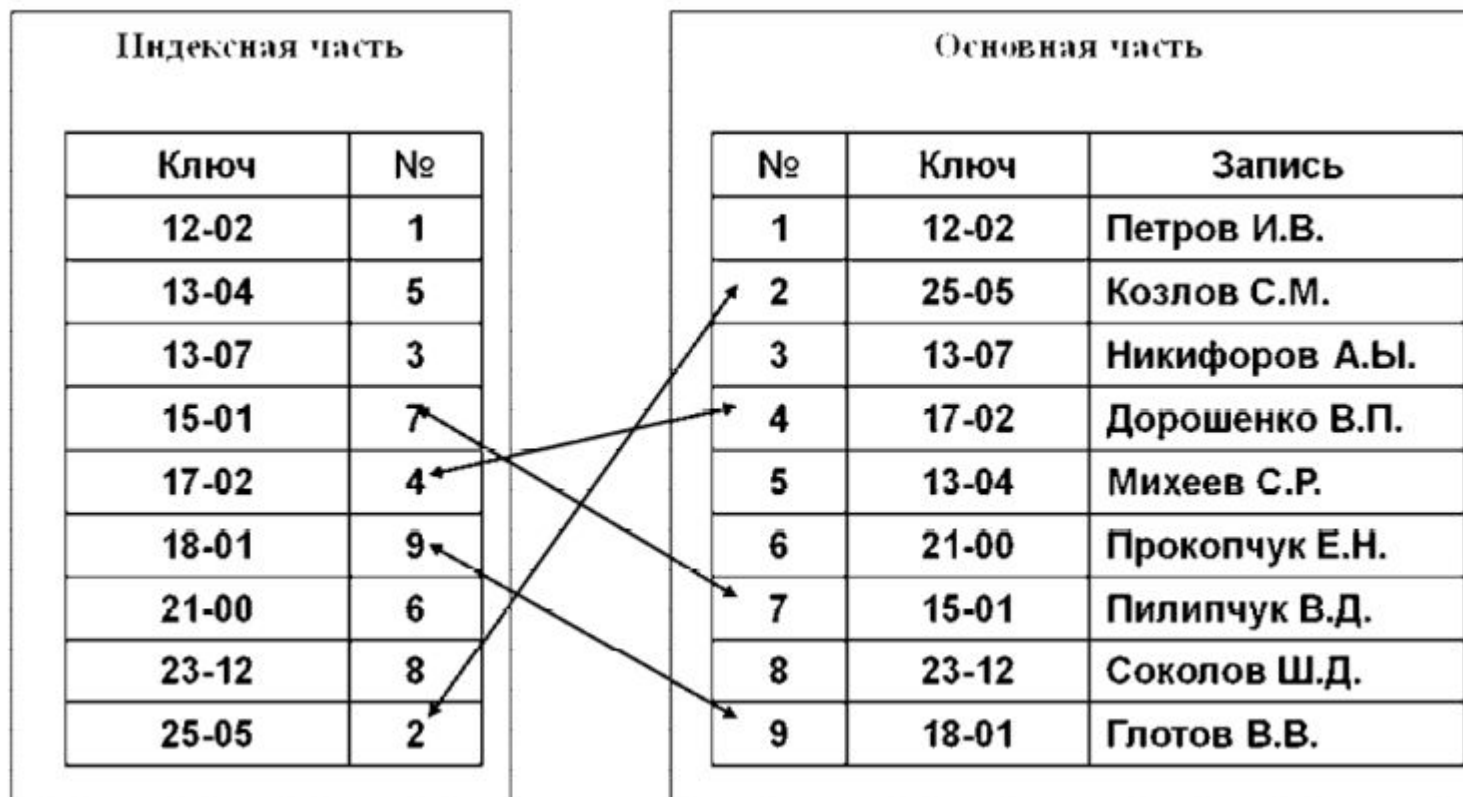 Индексная часть
Ключ №
12-02 1
13-04 5
13-07 3
15-01 7
17-02 4
18-01 9
21-00 6
23-12 8
25-05 2
Основная часть
№ Ключ Запись
1 12-02 Петров И.В.
2 25-05 Козлов С.М.
3 13-07 Никифоров А.Ы.
4 17-02 Дорошенко В.П.
5 13-04 Михеев С.Р.
6 21-00 Прокопчук Е.Н.
7 15-01 Пилипчук В.Д.
8 23-12 Соколов Ш.Д.
9 18-01 Глотов В.В.